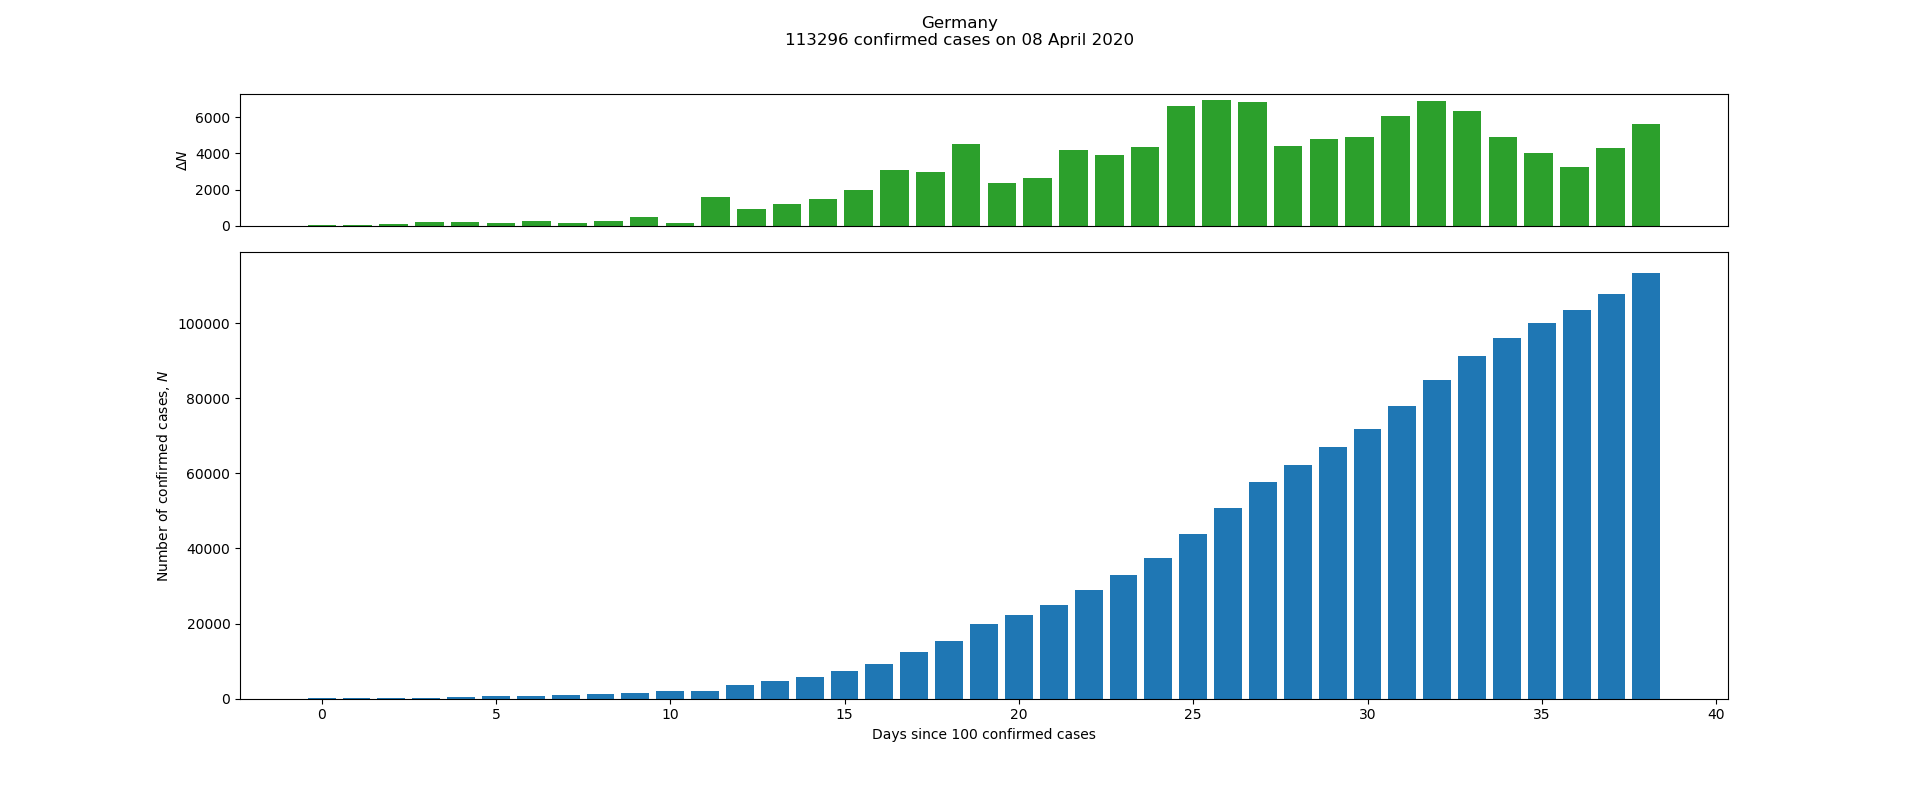 Germany
113296 confirmed cases on 08 April 2020
6000
4000
2000
0
ΔN
100000
80000
60000
40000
20000
0
Number of confirmed cases, N
0 5 10 15 20 25 30 35 40
Days since 100 confirmed cases